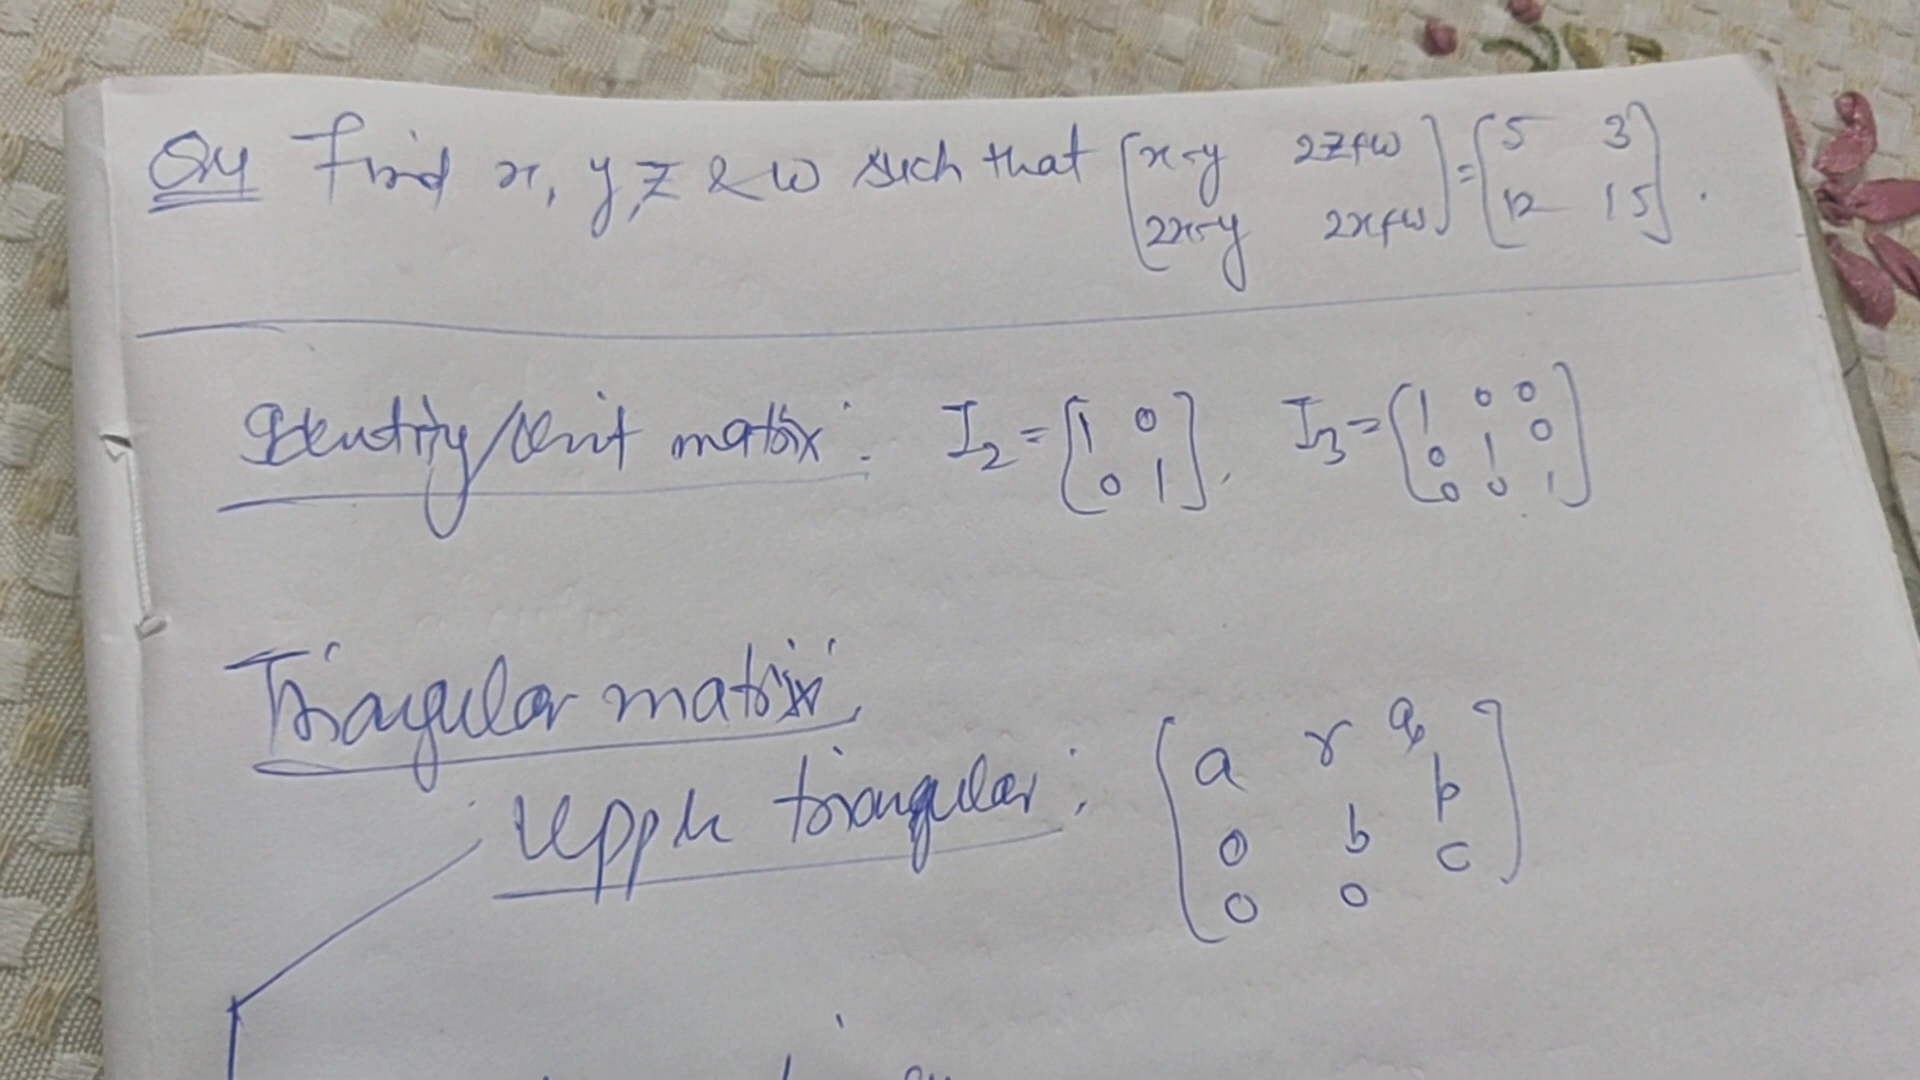 Q4 Find x, y, z & w such that [x-y 2z+w] = [5 3]
[2x-y 2x+w] [12 15].
Identity/Unit matrix: I2 = [1 0], I3 = [1 0 0]
[0 1] [0 1 0]
[0 0 1]
Triangular matrix,
Upper triangular: [a r q]
[0 b p]
[0 0 c]